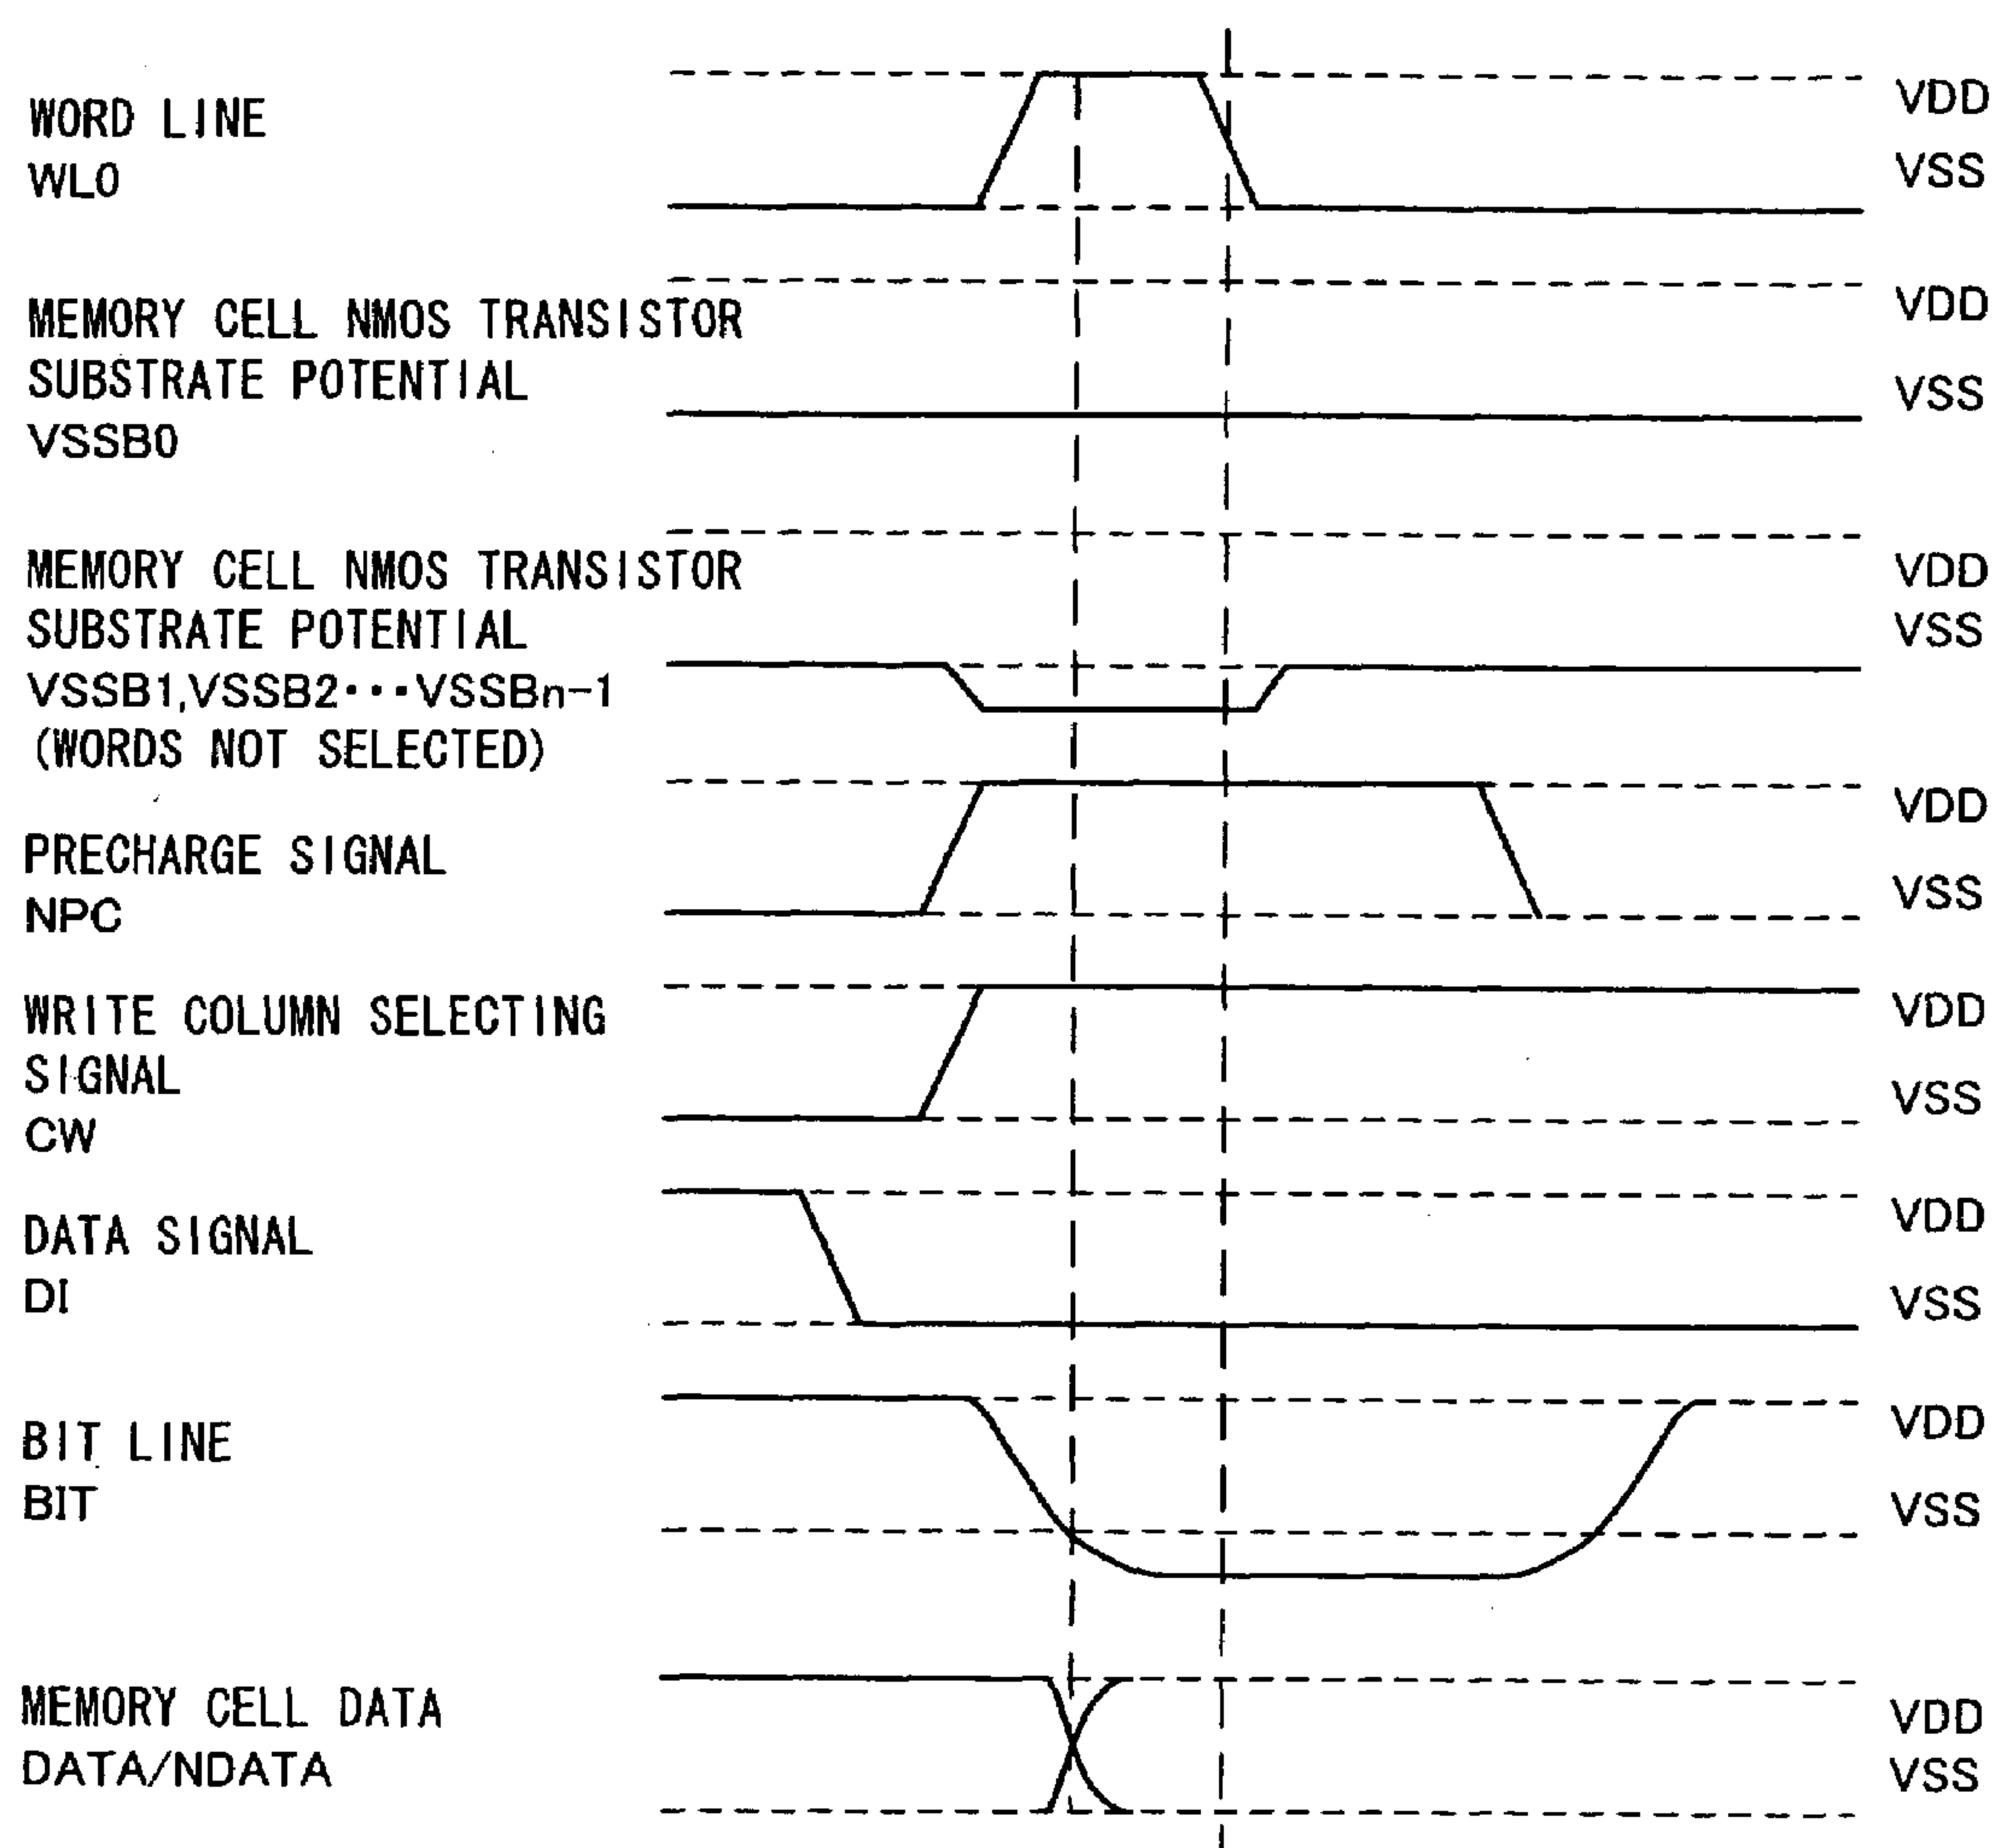 WORD LINE
WL0
VDD
VSS
MEMORY CELL NMOS TRANSISTOR
SUBSTRATE POTENTIAL
VSSB0
VDD
VSS
MEMORY CELL NMOS TRANSISTOR
SUBSTRATE POTENTIAL
VSSB1,VSSB2···VSSBn-1
(WORDS NOT SELECTED)
VDD
VSS
PRECHARGE SIGNAL
NPC
VDD
VSS
WRITE COLUMN SELECTING
SIGNAL
CW
VDD
VSS
DATA SIGNAL
DI
VDD
VSS
BIT LINE
BIT
VDD
VSS
MEMORY CELL DATA
DATA/NDATA
VDD
VSS